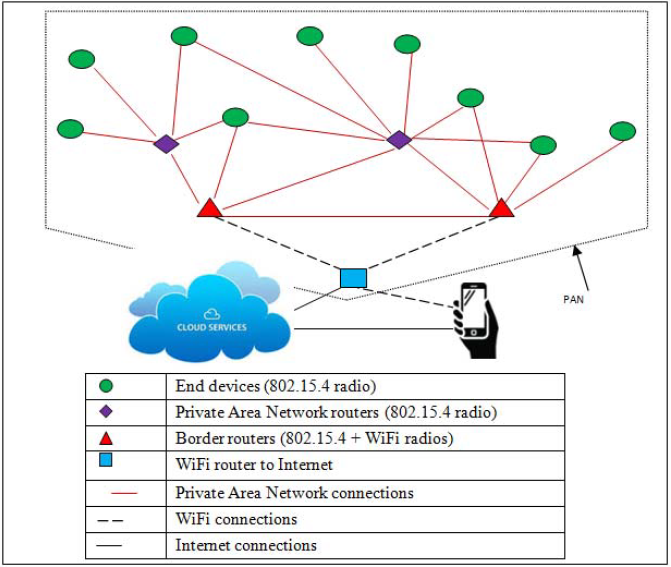 PAN
CLOUD SERVICES
End devices (802.15.4 radio)
Private Area Network routers (802.15.4 radio)
Border routers (802.15.4 + WiFi radios)
WiFi router to Internet
Private Area Network connections
WiFi connections
Internet connections